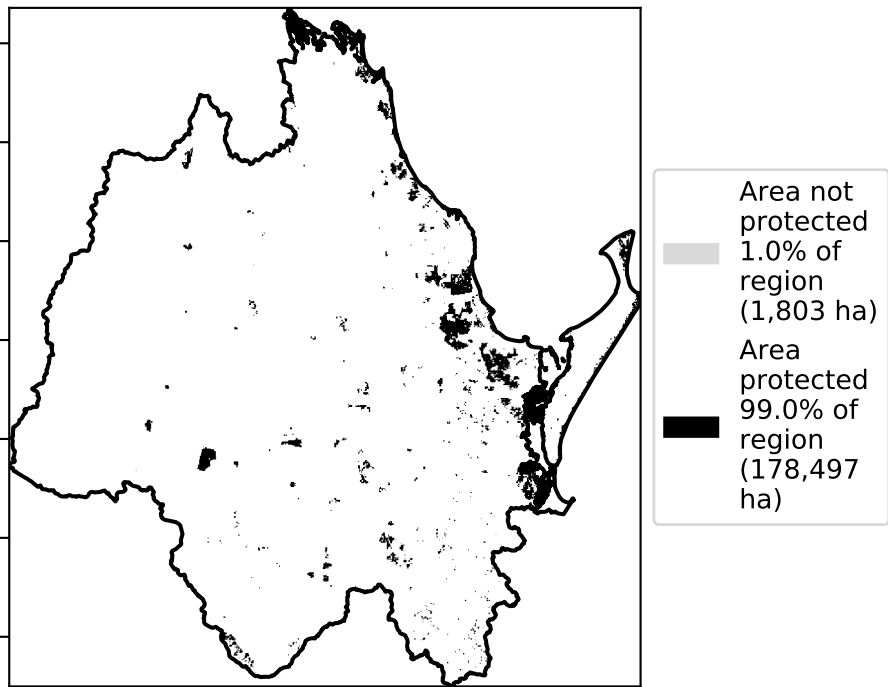 Area not
protected
1.0% of
region
(1,803 ha)
Area
protected
99.0% of
region
(178,497
ha)